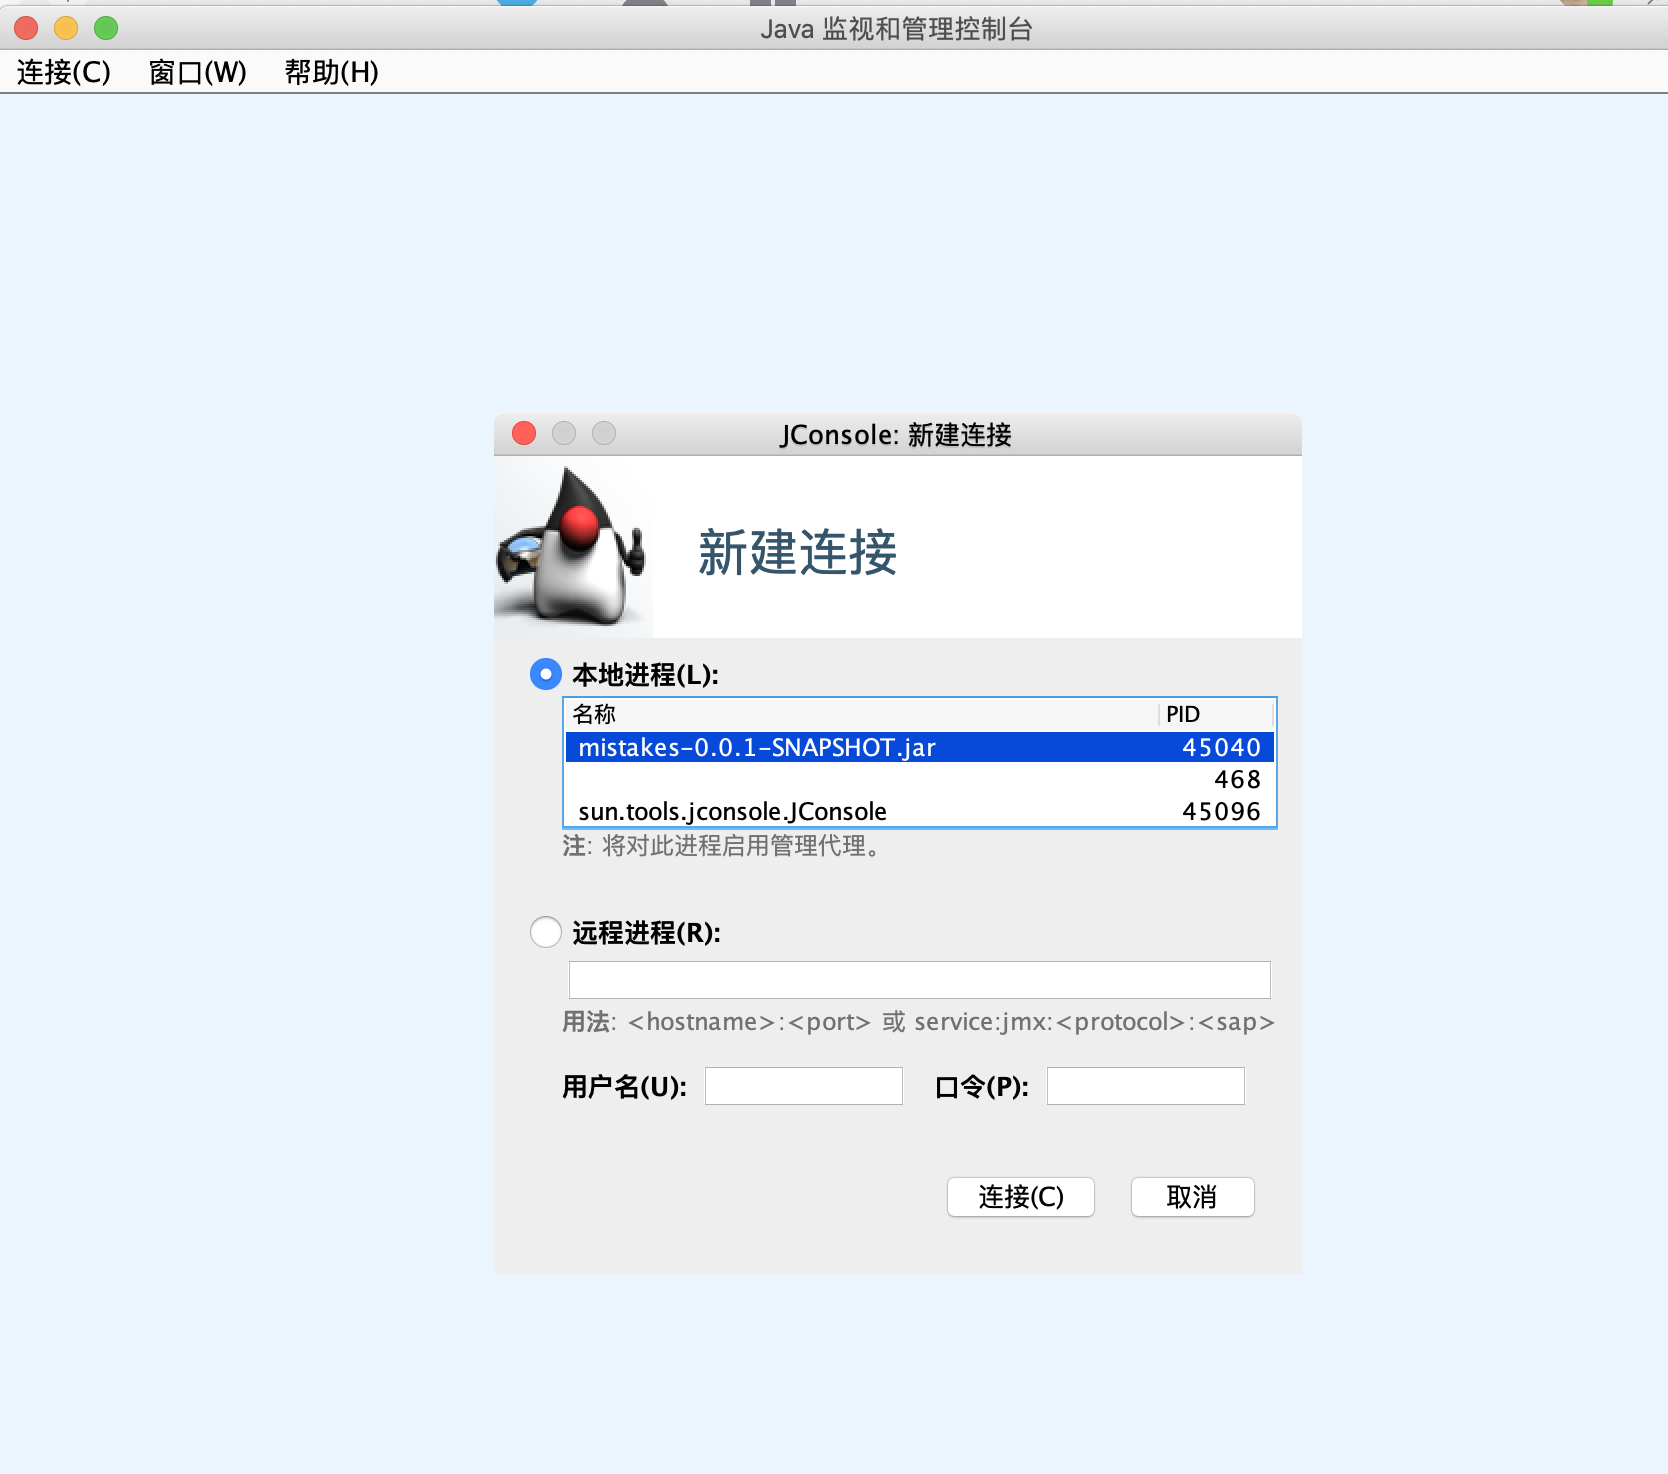 Java 监视和管理控制台
连接(C) 窗口(W) 帮助(H)
JConsole: 新建连接
新建连接
本地进程(L):
名称 PID
mistakes-0.0.1-SNAPSHOT.jar 45040
468
sun.tools.jconsole.JConsole 45096
注: 将对此进程启用管理代理。
远程进程(R):
用法: <hostname>:<port> 或 service:jmx:<protocol>:<sap>
用户名(U): 口令(P):
连接(C) 取消